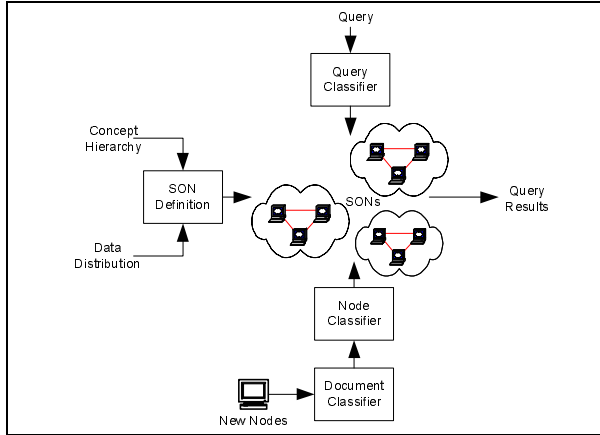 Query
Query
Classifier
Concept
Hierarchy
SON
Definition
SONs
Query
Results
Data
Distribution
Node
Classifier
Document
Classifier
New Nodes